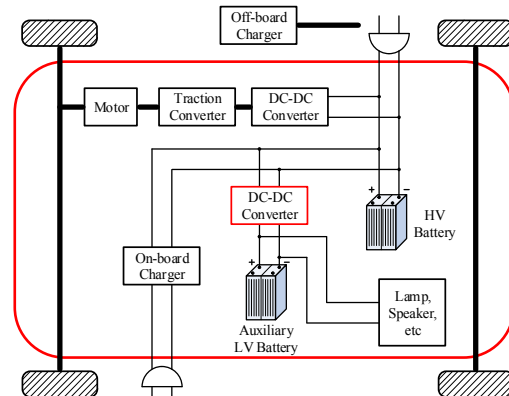 Off-board
Charger
Motor
Traction
Converter
DC-DC
Converter
DC-DC
Converter
+ −
HV
Battery
On-board
Charger
+ −
Auxiliary
LV Battery
Lamp,
Speaker,
etc